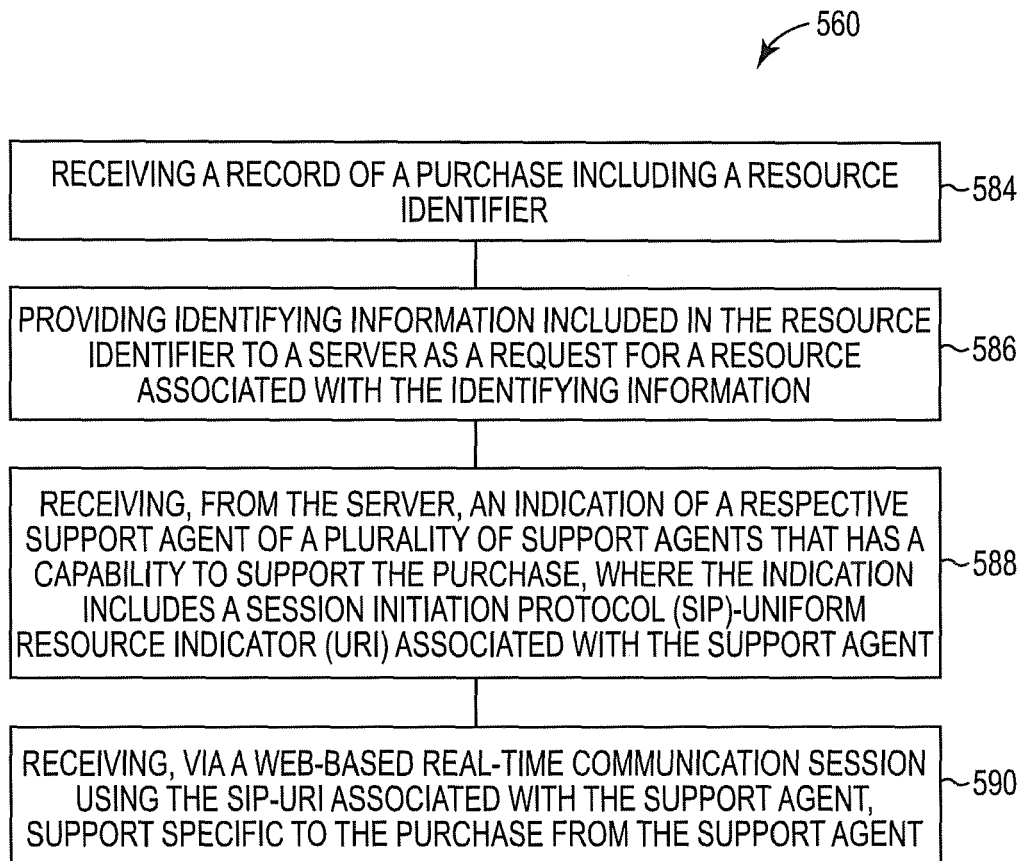 560
RECEIVING A RECORD OF A PURCHASE INCLUDING A RESOURCE
IDENTIFIER
584
PROVIDING IDENTIFYING INFORMATION INCLUDED IN THE RESOURCE
IDENTIFIER TO A SERVER AS A REQUEST FOR A RESOURCE
ASSOCIATED WITH THE IDENTIFYING INFORMATION
586
RECEIVING, FROM THE SERVER, AN INDICATION OF A RESPECTIVE
SUPPORT AGENT OF A PLURALITY OF SUPPORT AGENTS THAT HAS A
CAPABILITY TO SUPPORT THE PURCHASE, WHERE THE INDICATION
INCLUDES A SESSION INITIATION PROTOCOL (SIP)-UNIFORM
RESOURCE INDICATOR (URI) ASSOCIATED WITH THE SUPPORT AGENT
588
RECEIVING, VIA A WEB-BASED REAL-TIME COMMUNICATION SESSION
USING THE SIP-URI ASSOCIATED WITH THE SUPPORT AGENT,
SUPPORT SPECIFIC TO THE PURCHASE FROM THE SUPPORT AGENT
590